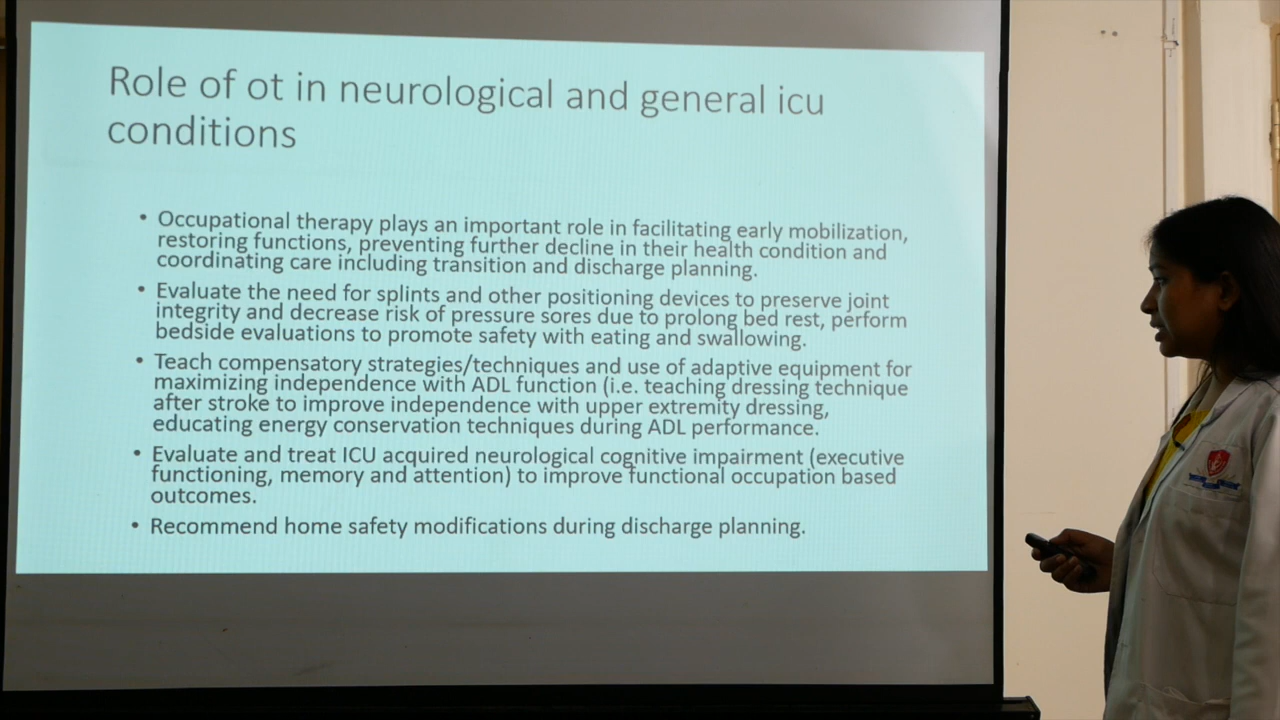 Role of ot in neurological and general icu
conditions
• Occupational therapy plays an important role in facilitating early mobilization,
restoring functions, preventing further decline in their health condition and
coordinating care including transition and discharge planning.
• Evaluate the need for splints and other positioning devices to preserve joint
integrity and decrease risk of pressure sores due to prolong bed rest, perform
bedside evaluations to promote safety with eating and swallowing.
• Teach compensatory strategies/techniques and use of adaptive equipment for
maximizing independence with ADL function (i.e. teaching dressing technique
after stroke to improve independence with upper extremity dressing,
educating energy conservation techniques during ADL performance.
• Evaluate and treat ICU acquired neurological cognitive impairment (executive
functioning, memory and attention) to improve functional occupation based
outcomes.
• Recommend home safety modifications during discharge planning.